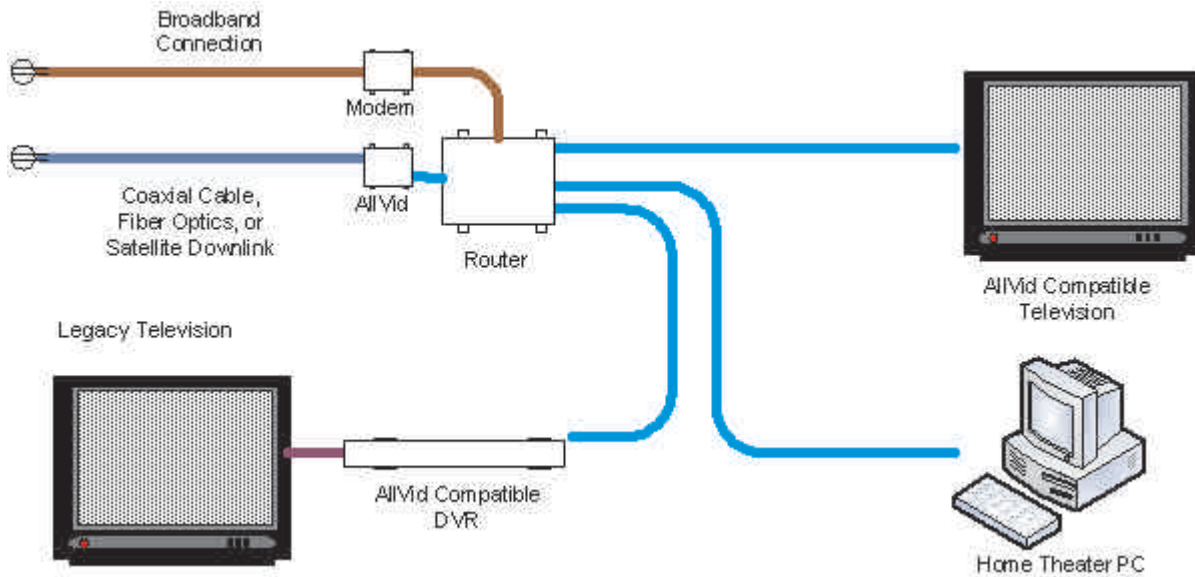 Broadband
Connection
Modem
Coaxial Cable,
Fiber Optics, or
Satellite Downlink
AllVid
Router
AllVid Compatible
Television
Legacy Television
AllVid Compatible
DVR
Home Theater PC